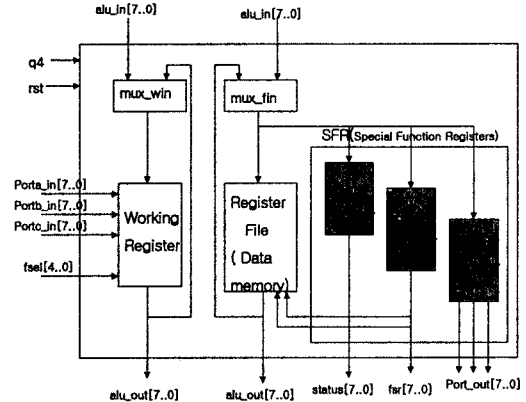 alu_in[7..0]
alu_in[7..0]
q4
rst
mux_win
mux_fin
SFR(Special Function Registers)
Porta_in[7..0]
Portb_in[7..0]
Portc_in[7..0]
fsel[4..0]
Working
Register
Register
File
( Data
memory)
alu_out[7..0]
alu_out[7..0]
status[7..0]
fsr[7..0]
Port_out[7..0]